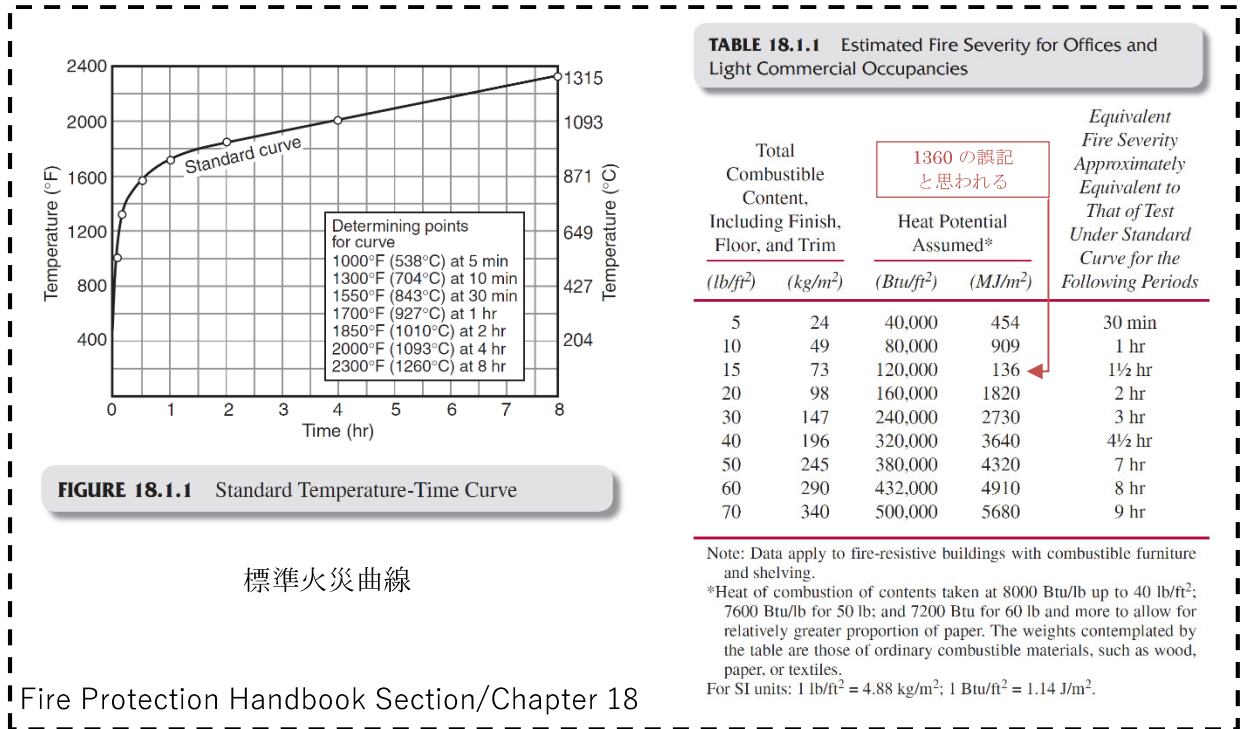 2400
2000
1600
1200
800
400
Temperature (°F)
1315
1093
871
649
427
204
Temperature (°C)
Standard curve
Determining points
for curve
1000°F (538°C) at 5 min
1300°F (704°C) at 10 min
1550°F (843°C) at 30 min
1700°F (927°C) at 1 hr
1850°F (1010°C) at 2 hr
2000°F (1093°C) at 4 hr
2300°F (1260°C) at 8 hr
0 1 2 3 4 5 6 7 8
Time (hr)
FIGURE 18.1.1 Standard Temperature-Time Curve
標準火災曲線
Fire Protection Handbook Section/Chapter 18
TABLE 18.1.1 Estimated Fire Severity for Offices and
Light Commercial Occupancies
Total
Combustible
Content,
Including Finish,
Floor, and Trim
1360 の誤記
と思われる
Heat Potential
Assumed*
Equivalent
Fire Severity
Approximately
Equivalent to
That of Test
Under Standard
Curve for the
Following Periods
(lb/ft²) (kg/m²) (Btu/ft²) (MJ/m²)
5 24 40,000 454 30 min
10 49 80,000 909 1 hr
15 73 120,000 136 1½ hr
20 98 160,000 1820 2 hr
30 147 240,000 2730 3 hr
40 196 320,000 3640 4½ hr
50 245 380,000 4320 7 hr
60 290 432,000 4910 8 hr
70 340 500,000 5680 9 hr
Note: Data apply to fire-resistive buildings with combustible furniture
and shelving.
*Heat of combustion of contents taken at 8000 Btu/lb up to 40 lb/ft²;
7600 Btu/lb for 50 lb; and 7200 Btu for 60 lb and more to allow for
relatively greater proportion of paper. The weights contemplated by
the table are those of ordinary combustible materials, such as wood,
paper, or textiles.
For SI units: 1 lb/ft² = 4.88 kg/m²; 1 Btu/ft² = 1.14 J/m².